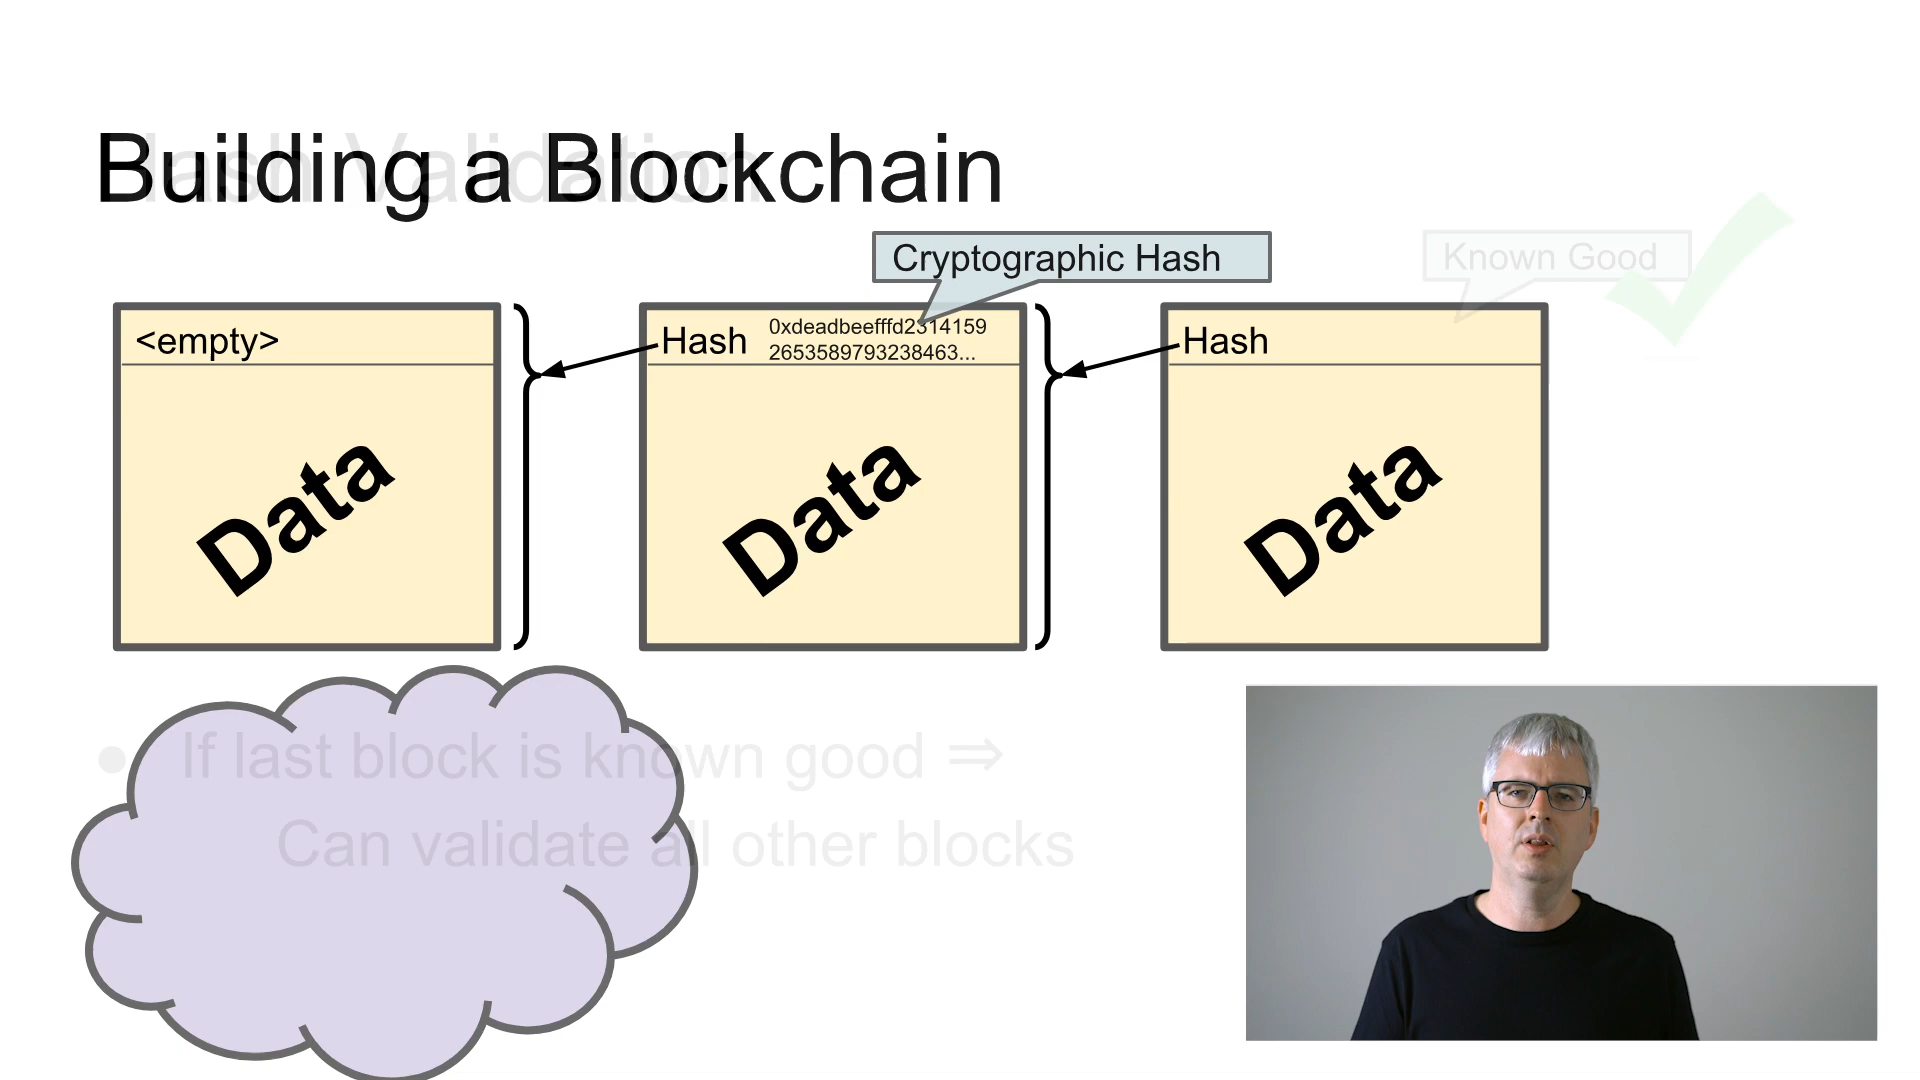 Building a Blockchain
Hash Validation
Cryptographic Hash
Known Good
<empty>
Hash
0xdeadbeefffd2314159
2653589793238463...
Hash
Data
Data
Data
● If last block is known good ⇒
Can validate all other blocks